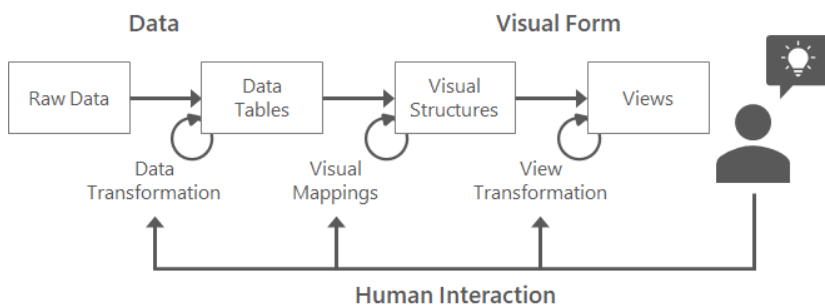 Data
Visual Form
Raw Data
Data
Tables
Visual
Structures
Views
Data
Transformation
Visual
Mappings
View
Transformation
Human Interaction